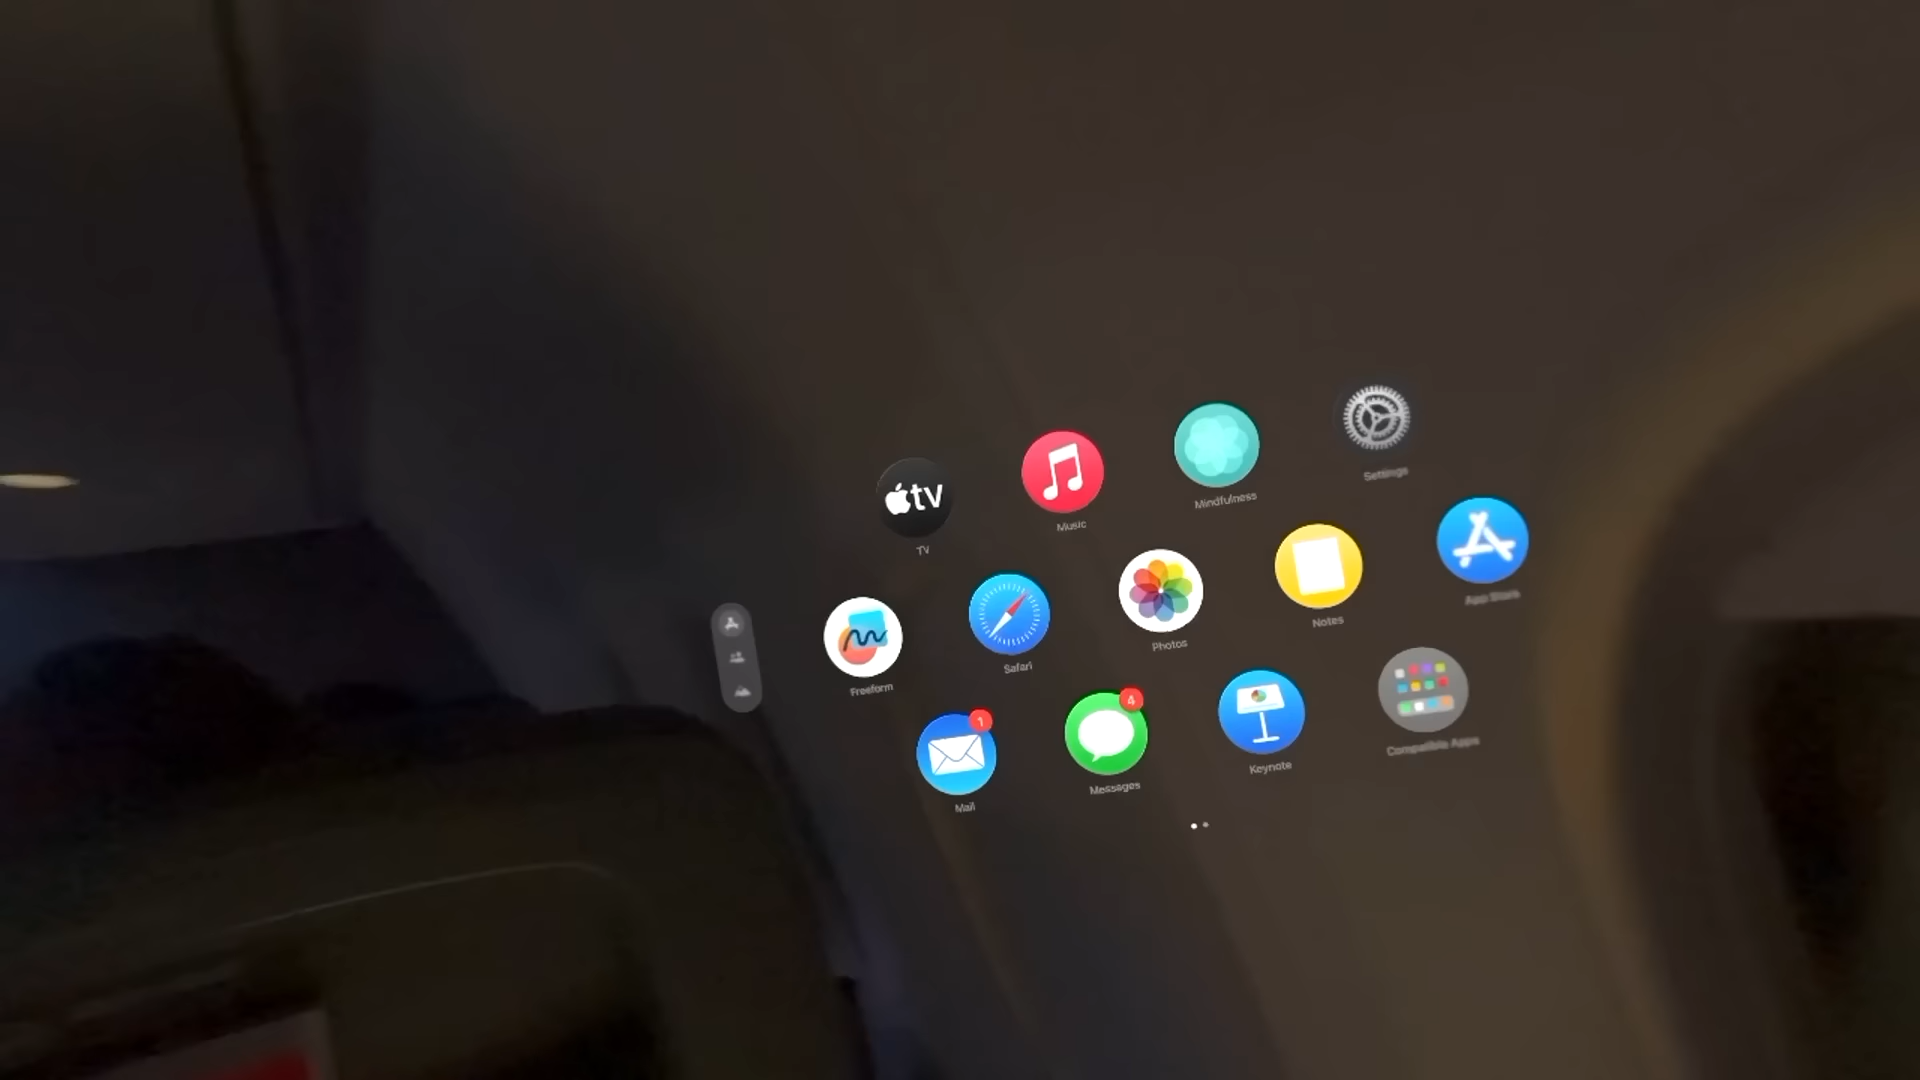 tv
TV
Music
Mindfulness
Settings
Freeform
Safari
Photos
Notes
App Store
1
Mail
4
Messages
Keynote
Compatible Apps